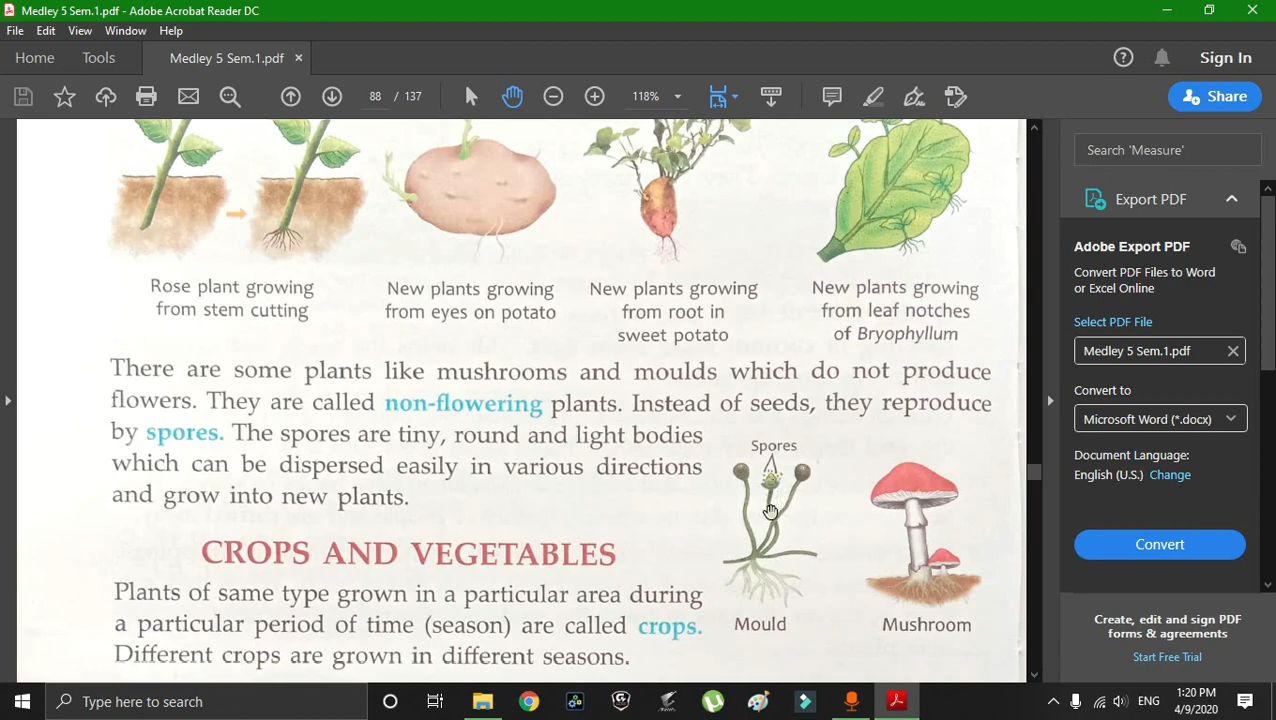 Medley 5 Sem.1.pdf - Adobe Acrobat Reader DC
File Edit View Window Help
Home Tools Medley 5 Sem.1.pdf × Sign In
88 / 137 118% Share
Search 'Measure'
Export PDF
Adobe Export PDF
Convert PDF Files to Word
or Excel Online
Select PDF File
Medley 5 Sem.1.pdf
Convert to
Microsoft Word (*.docx)
Document Language:
English (U.S.) Change
Convert
Create, edit and sign PDF
forms & agreements
Start Free Trial
Rose plant growing
from stem cutting
New plants growing
from eyes on potato
New plants growing
from root in
sweet potato
New plants growing
from leaf notches
of Bryophyllum
There are some plants like mushrooms and moulds which do not produce
flowers. They are called non-flowering plants. Instead of seeds, they reproduce
by spores. The spores are tiny, round and light bodies
which can be dispersed easily in various directions
and grow into new plants.
Spores
Mould
Mushroom
CROPS AND VEGETABLES
Plants of same type grown in a particular area during
a particular period of time (season) are called crops.
Different crops are grown in different seasons.
Type here to search
ENG
1:20 PM
4/9/2020